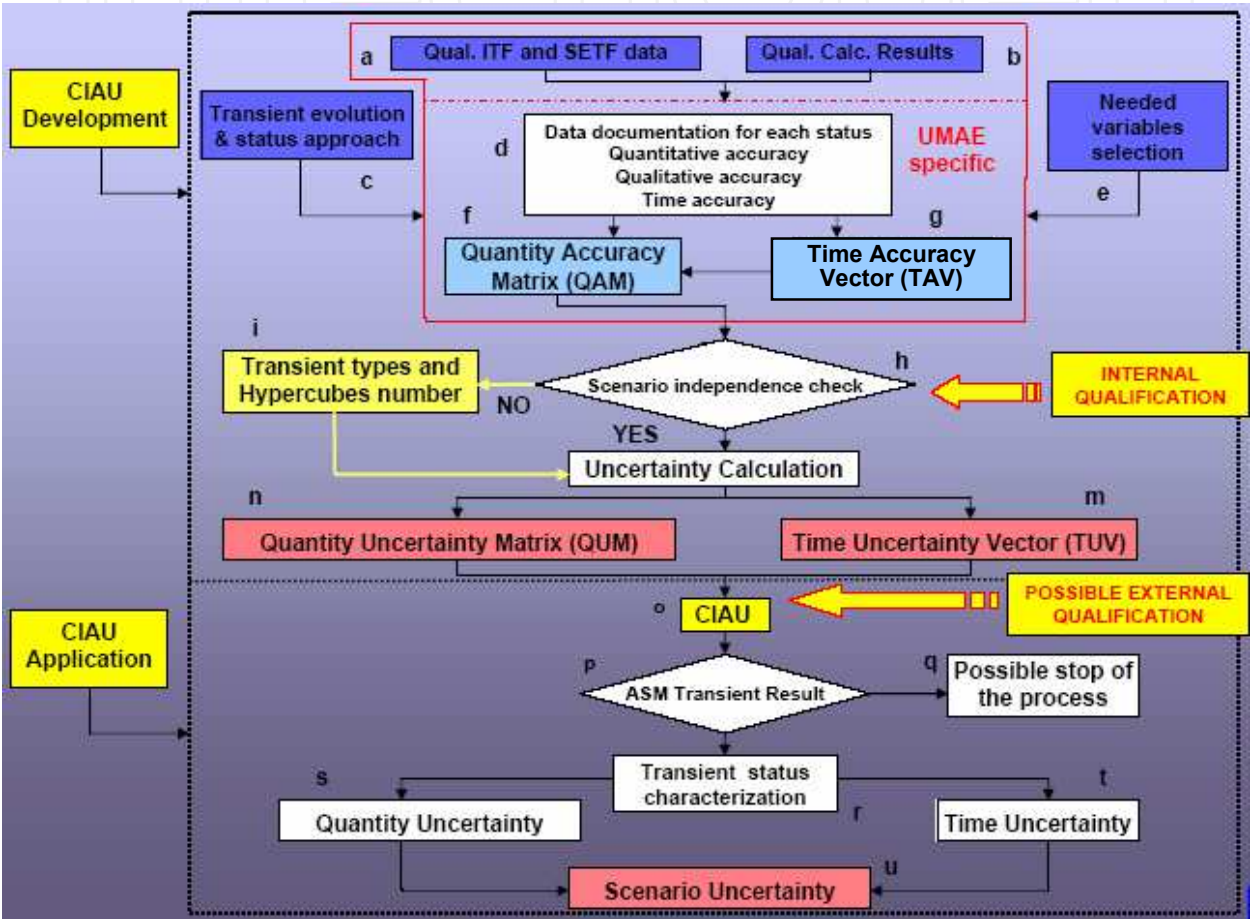 a
Qual. ITF and SETF data
Qual. Calc. Results
b
CIAU
Development
Transient evolution
& status approach
c
d
Data documentation for each status
Quantitative accuracy
Qualitative accuracy
Time accuracy
UMAE
specific
Needed
variables
selection
e
f
g
Quantity Accuracy
Matrix (QAM)
Time Accuracy
Vector (TAV)
i
Transient types and
Hypercubes number
NO
Scenario independence check
h
INTERNAL
QUALIFICATION
YES
Uncertainty Calculation
n
m
Quantity Uncertainty Matrix (QUM)
Time Uncertainty Vector (TUV)
CIAU
Application
o
CIAU
POSSIBLE EXTERNAL
QUALIFICATION
p
ASM Transient Result
q
Possible stop of
the process
s
Transient status
characterization
r
t
Quantity Uncertainty
Time Uncertainty
Scenario Uncertainty
u